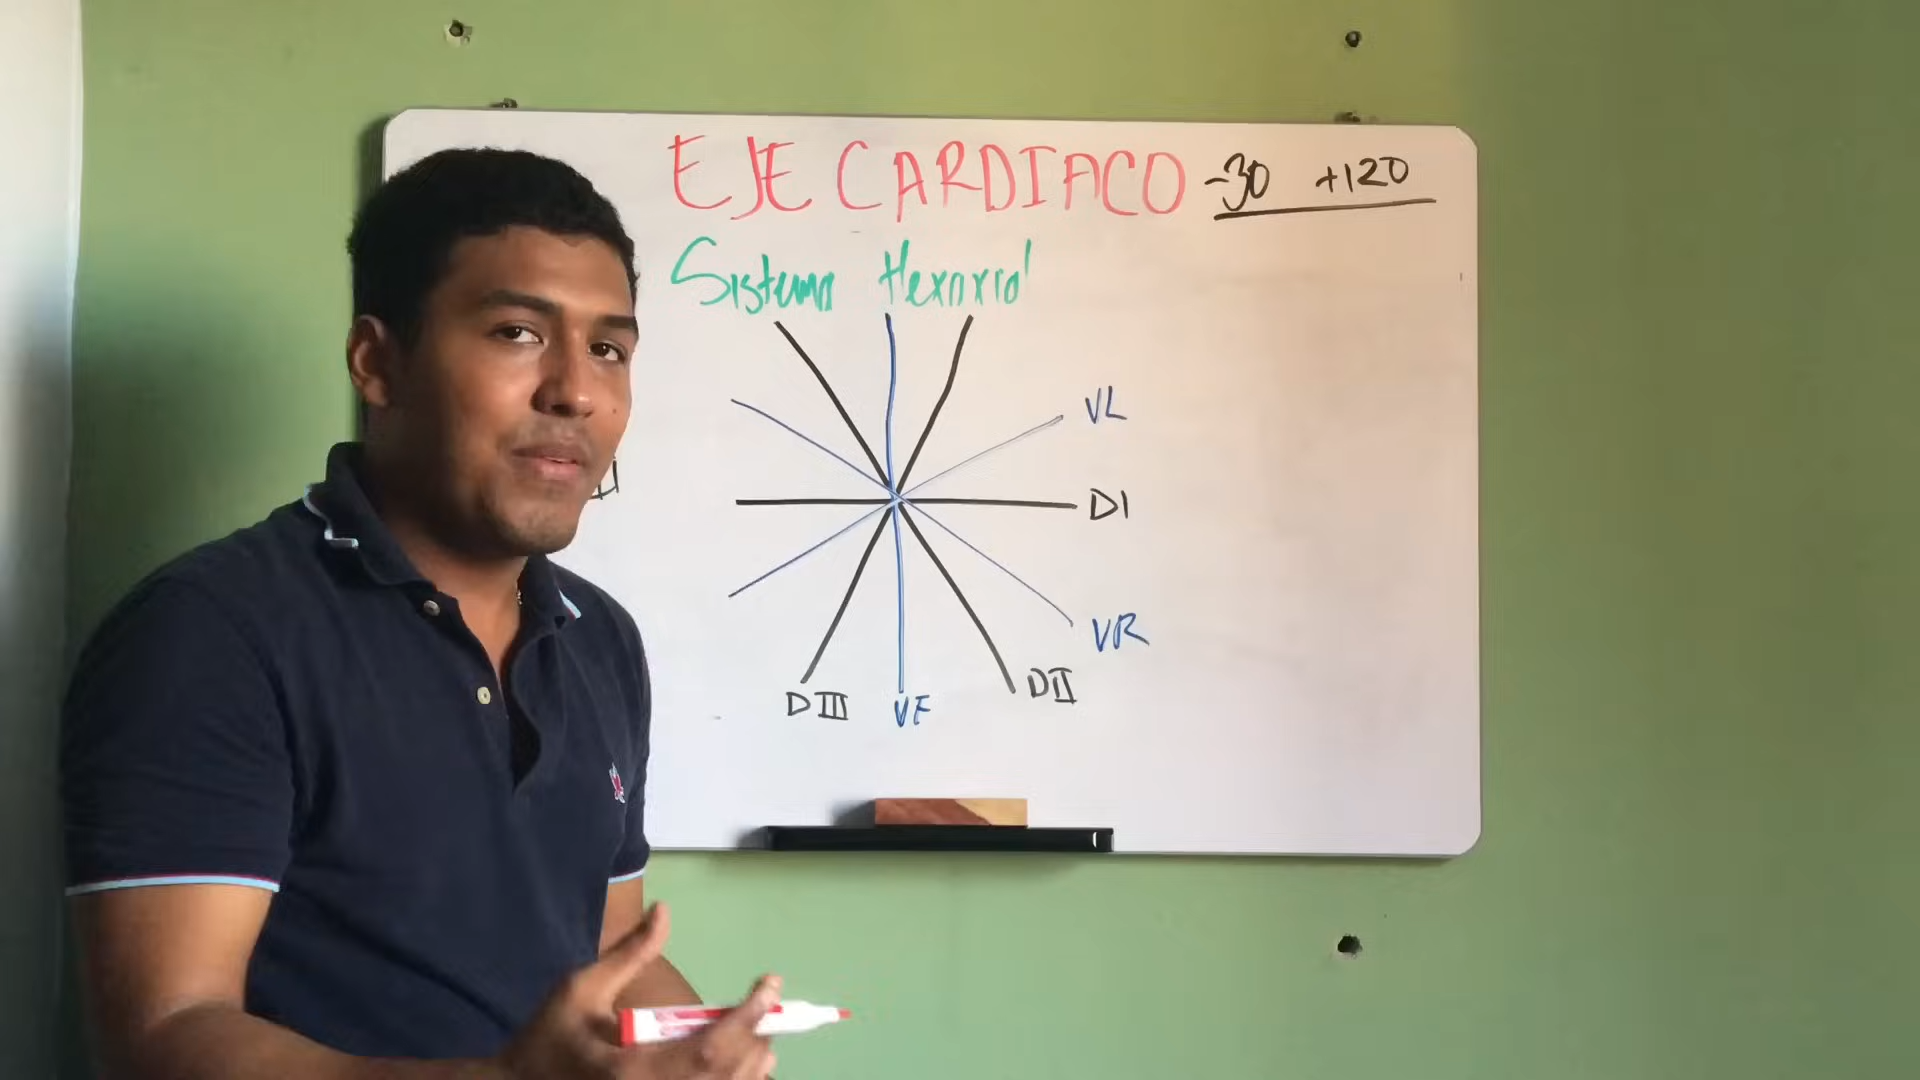 EJE CARDIACO -30 +120
Sistema Hexaxial
VL
DI
VR
DII
DIII VF